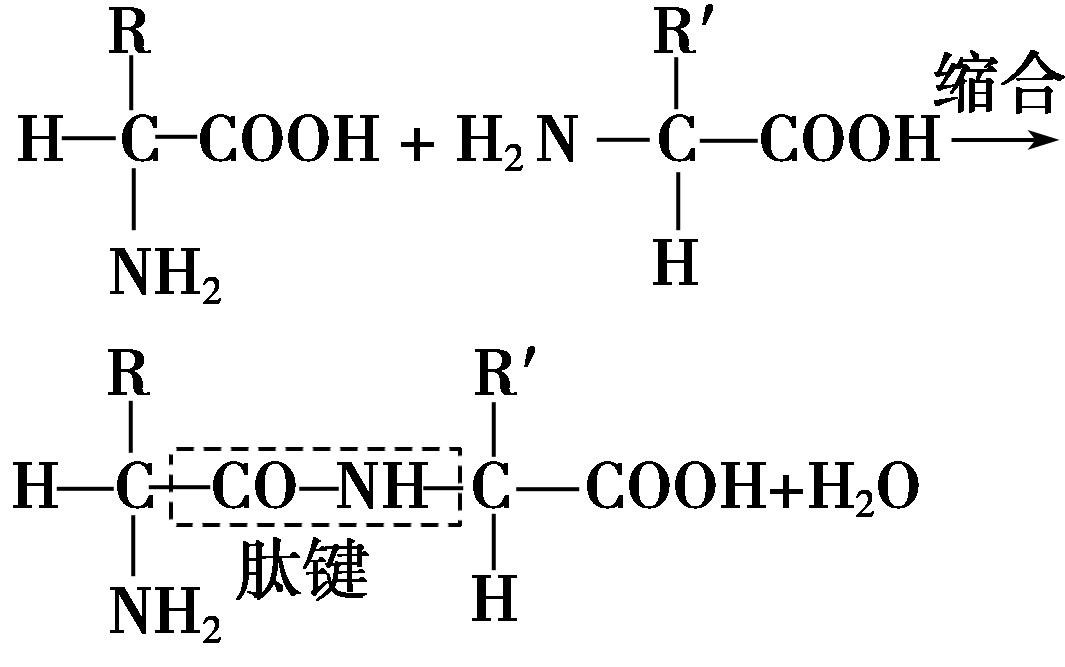 R R′
H—C—COOH + H₂N—C—COOH 缩合→
NH₂ H
R R′
H—C—CO—NH—C—COOH+H₂O
肽键
NH₂ H